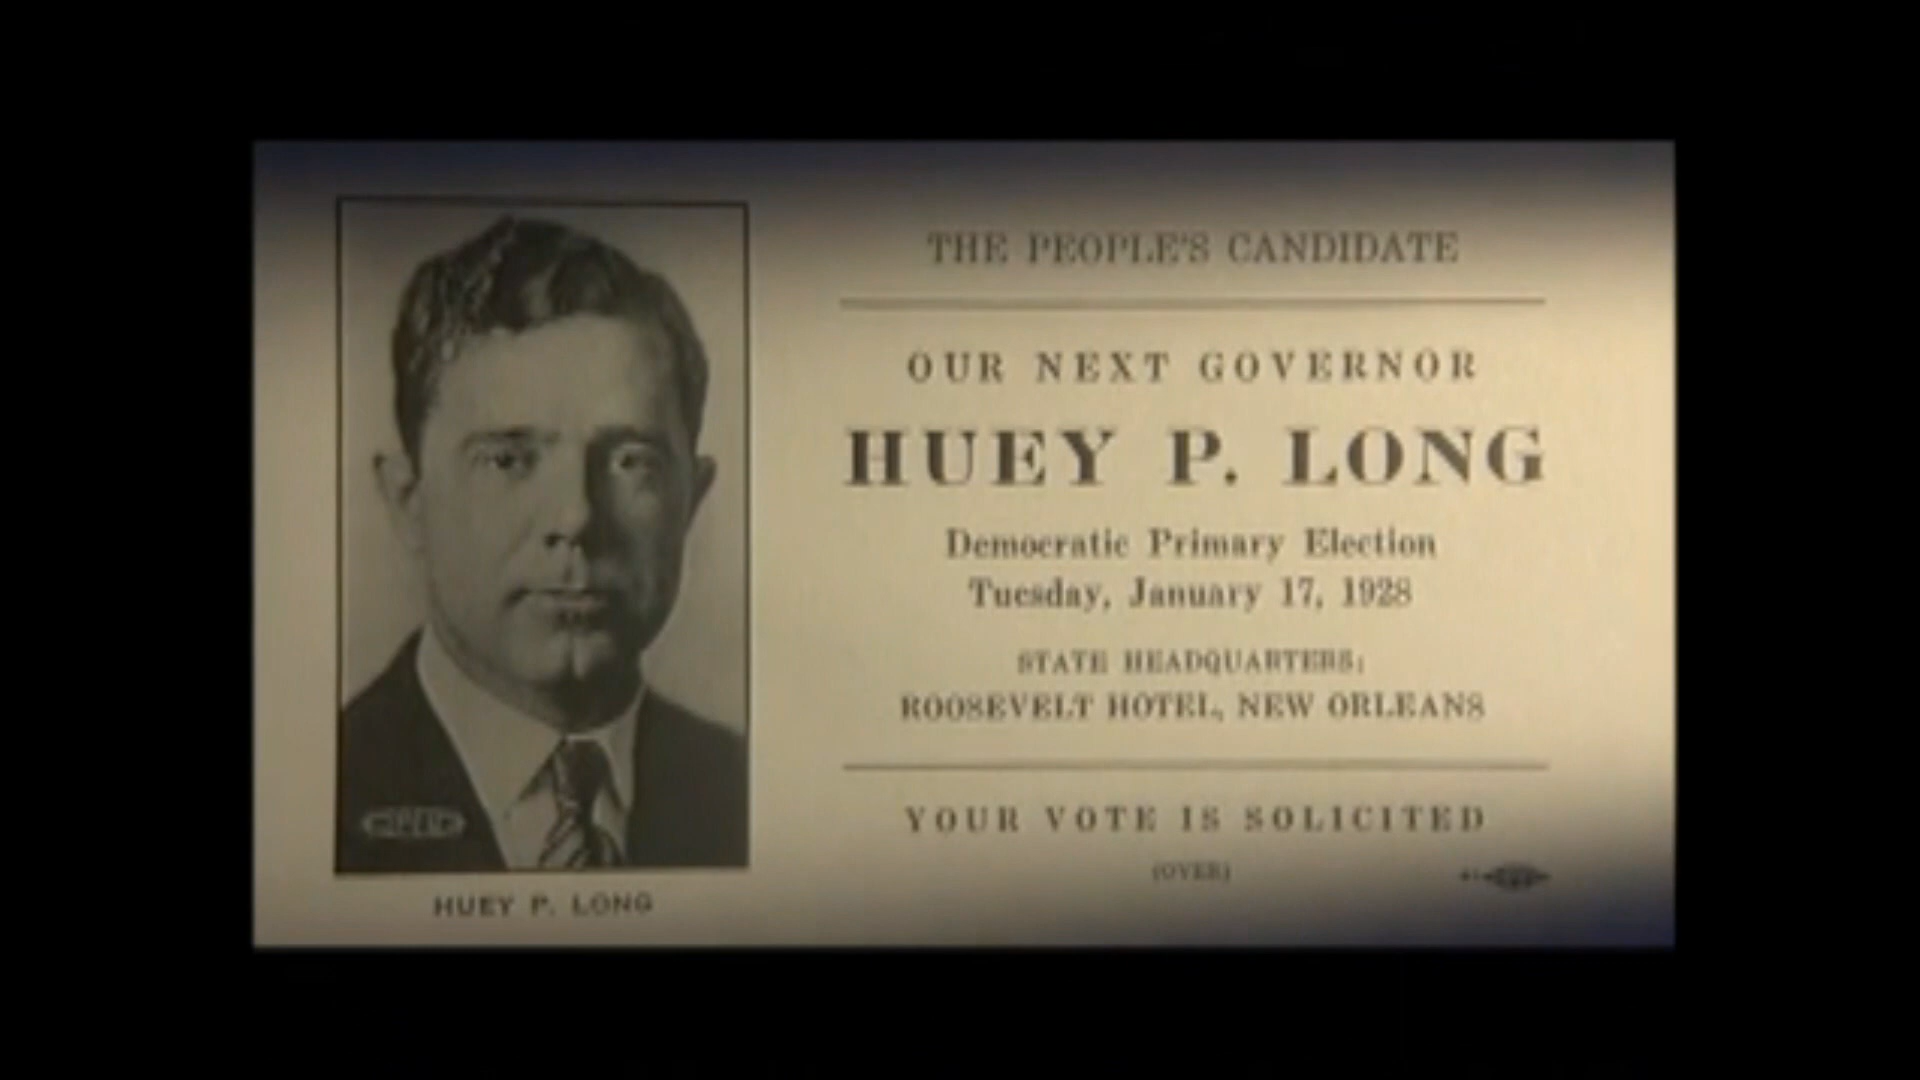 THE PEOPLE'S CANDIDATE
OUR NEXT GOVERNOR
HUEY P. LONG
Democratic Primary Election
Tuesday, January 17, 1928
STATE HEADQUARTERS:
ROOSEVELT HOTEL, NEW ORLEANS
YOUR VOTE IS SOLICITED
(OVER)
HUEY P. LONG